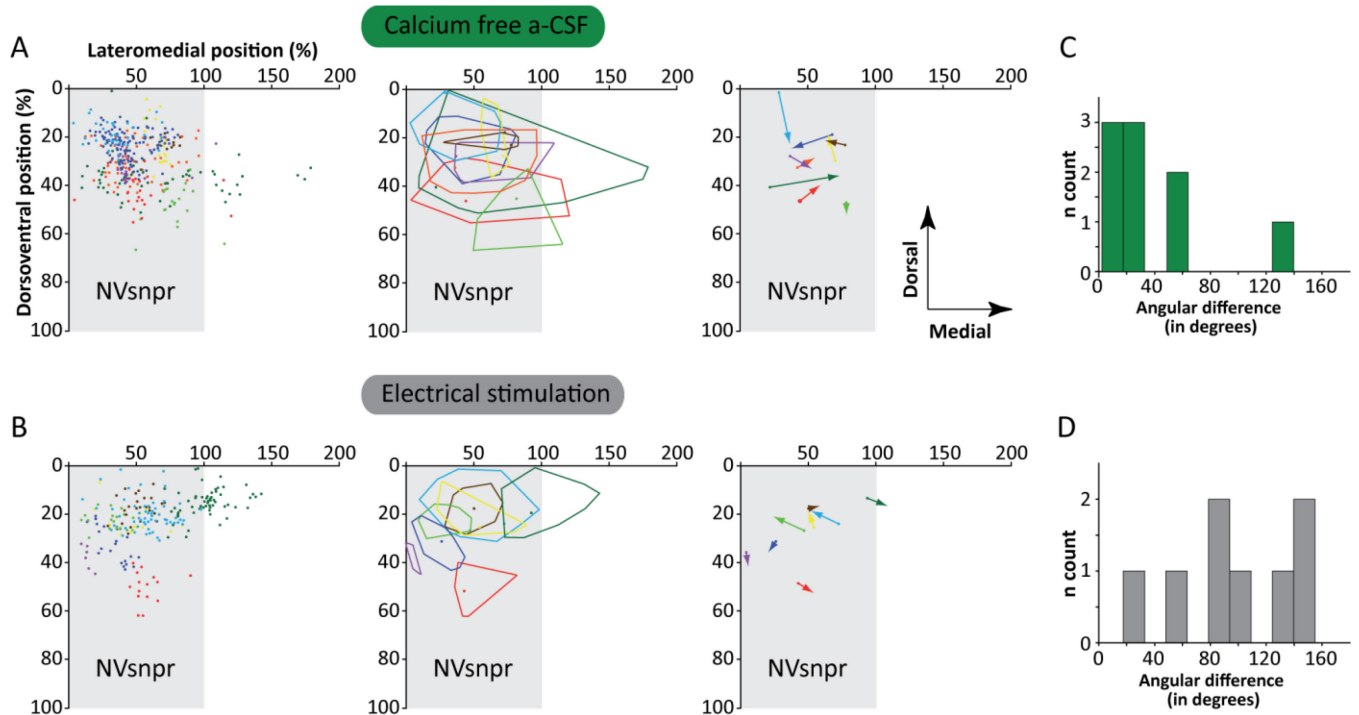 Calcium free a-CSF
A
Lateromedial position (%)
50 100 150 200
Dorsoventral position (%)
0
20
40
60
80
100
NVsnpr
50 100 150 200
0
20
40
60
80
100
NVsnpr
50 100 150 200
0
20
40
60
80
100
NVsnpr
Dorsal
Medial
C
n count
3
2
1
0
0 40 80 120 160
Angular difference
(in degrees)
Electrical stimulation
B
50 100 150 200
0
20
40
60
80
100
NVsnpr
50 100 150 200
0
20
40
60
80
100
NVsnpr
50 100 150 200
0
20
40
60
80
100
NVsnpr
D
n count
2
1
0
0 40 80 120 160
Angular difference
(in degrees)